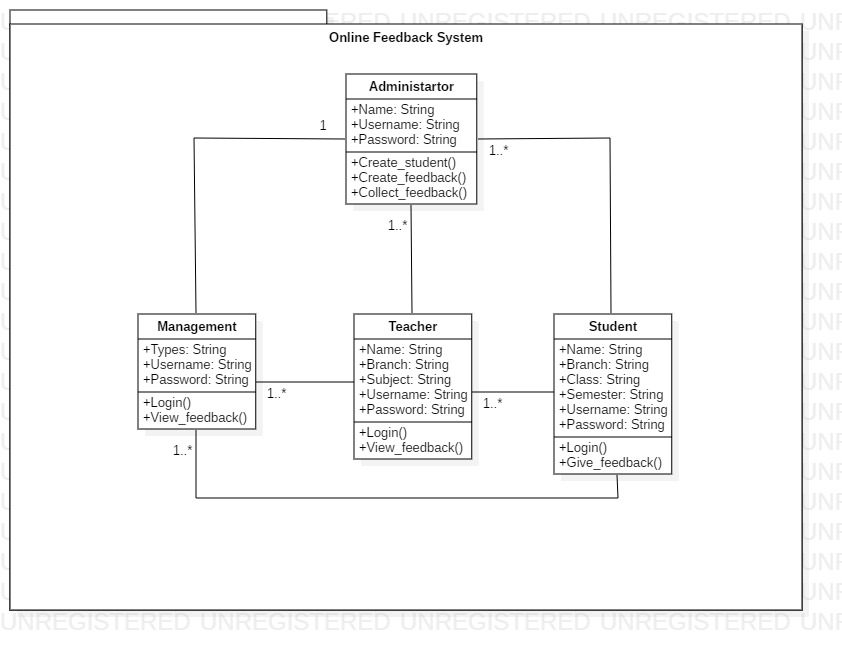 Online Feedback System
Administartor
+Name: String
+Username: String
+Password: String
+Create_student()
+Create_feedback()
+Collect_feedback()
1
1..*
1..*
Management
+Types: String
+Username: String
+Password: String
+Login()
+View_feedback()
1..*
1..*
Teacher
+Name: String
+Branch: String
+Subject: String
+Username: String
+Password: String
+Login()
+View_feedback()
1..*
Student
+Name: String
+Branch: String
+Class: String
+Semester: String
+Username: String
+Password: String
+Login()
+Give_feedback()
UNREGISTERED UNREGISTERED UNREGISTERED UNREGISTERED UNR